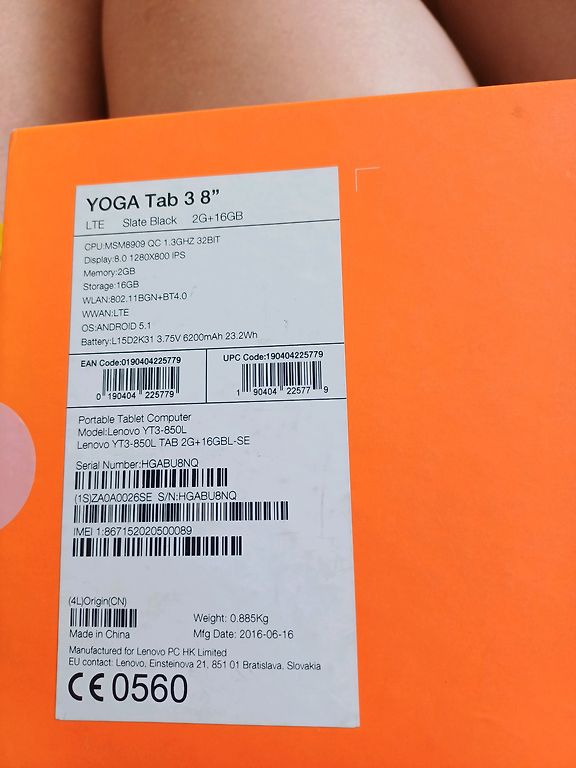 YOGA Tab 3 8”
LTE Slate Black 2G+16GB
CPU:MSM8909 QC 1.3GHZ 32BIT
Display:8.0 1280X800 IPS
Memory:2GB
Storage:16GB
WLAN:802.11BGN+BT4.0
WWAN:LTE
OS:ANDROID 5.1
Battery:L15D2K31 3.75V 6200mAh 23.2Wh
EAN Code:0190404225779
0 190404 225779
UPC Code:190404225779
1 90404 22577 9
Portable Tablet Computer
Model:Lenovo YT3-850L
Lenovo YT3-850L TAB 2G+16GBL-SE
Serial Number:HGABU8NQ
(1S)ZA0A0026SE S/N:HGABU8NQ
IMEI 1:867152020500089
(4L)Origin(CN)
Made in China
Weight: 0.885Kg
Mfg Date: 2016-06-16
Manufactured for Lenovo PC HK Limited
EU contact: Lenovo, Einsteinova 21, 851 01 Bratislava. Slovakia
CE 0560